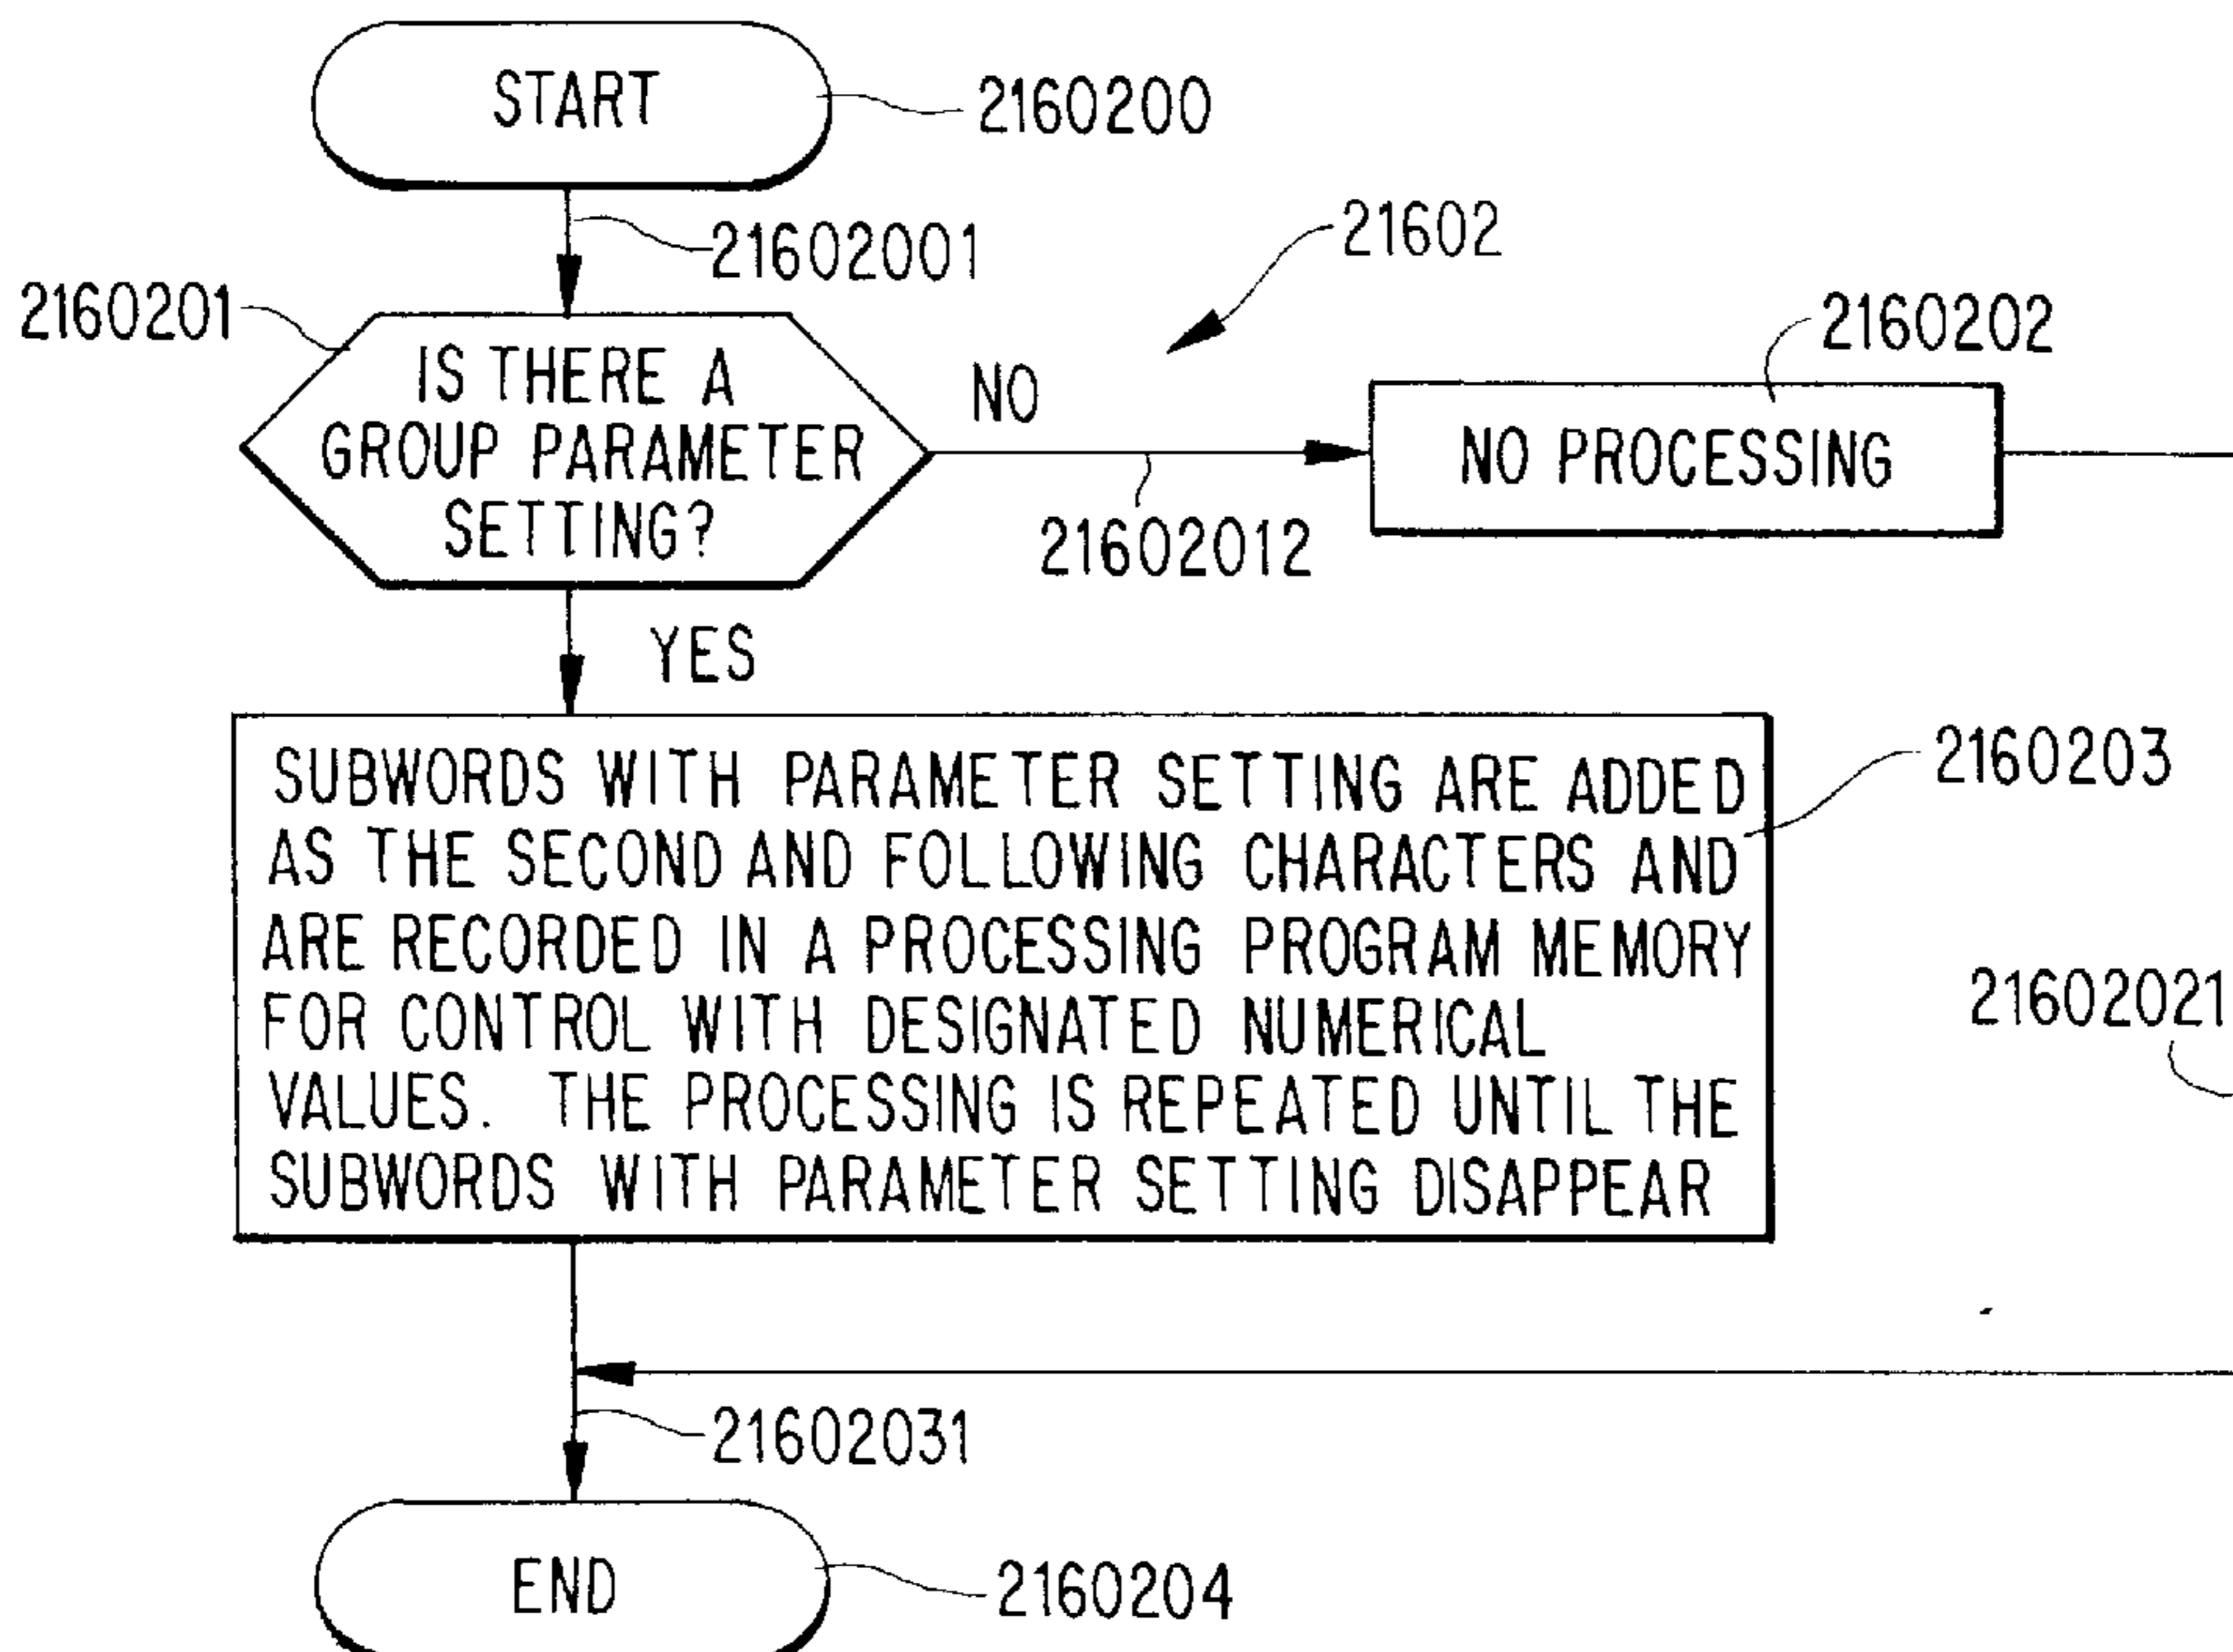 START
2160200
21602001
21602
2160201
2160202
IS THERE A
GROUP PARAMETER
SETTING?
NO
NO PROCESSING
21602012
YES
SUBWORDS WITH PARAMETER SETTING ARE ADDED
AS THE SECOND AND FOLLOWING CHARACTERS AND
ARE RECORDED IN A PROCESSING PROGRAM MEMORY
FOR CONTROL WITH DESIGNATED NUMERICAL
VALUES. THE PROCESSING IS REPEATED UNTIL THE
SUBWORDS WITH PARAMETER SETTING DISAPPEAR
2160203
21602021
21602031
END
2160204